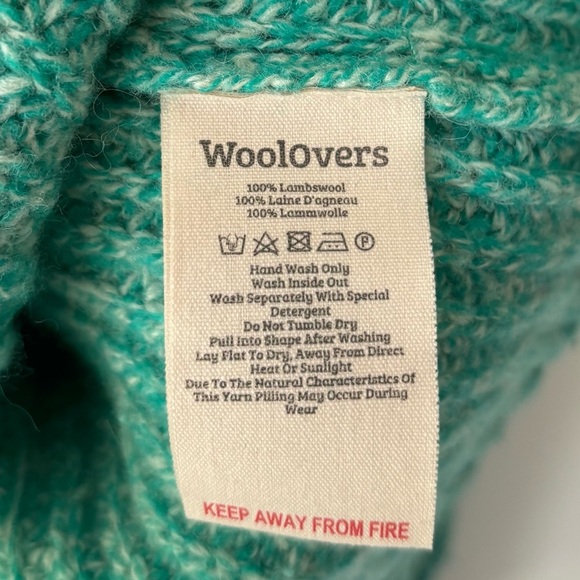 WoolOvers
100% Lambswool
100% Laine D'agneau
100% Lammwolle
P
Hand Wash Only
Wash Inside Out
Wash Separately With Special
Detergent
Do Not Tumble Dry
Pull into Shape After Washing
Lay Flat To Dry, Away From Direct
Heat Or Sunlight
Due To The Natural Characteristics Of
This Yarn Pilling May Occur During
Wear
KEEP AWAY FROM FIRE